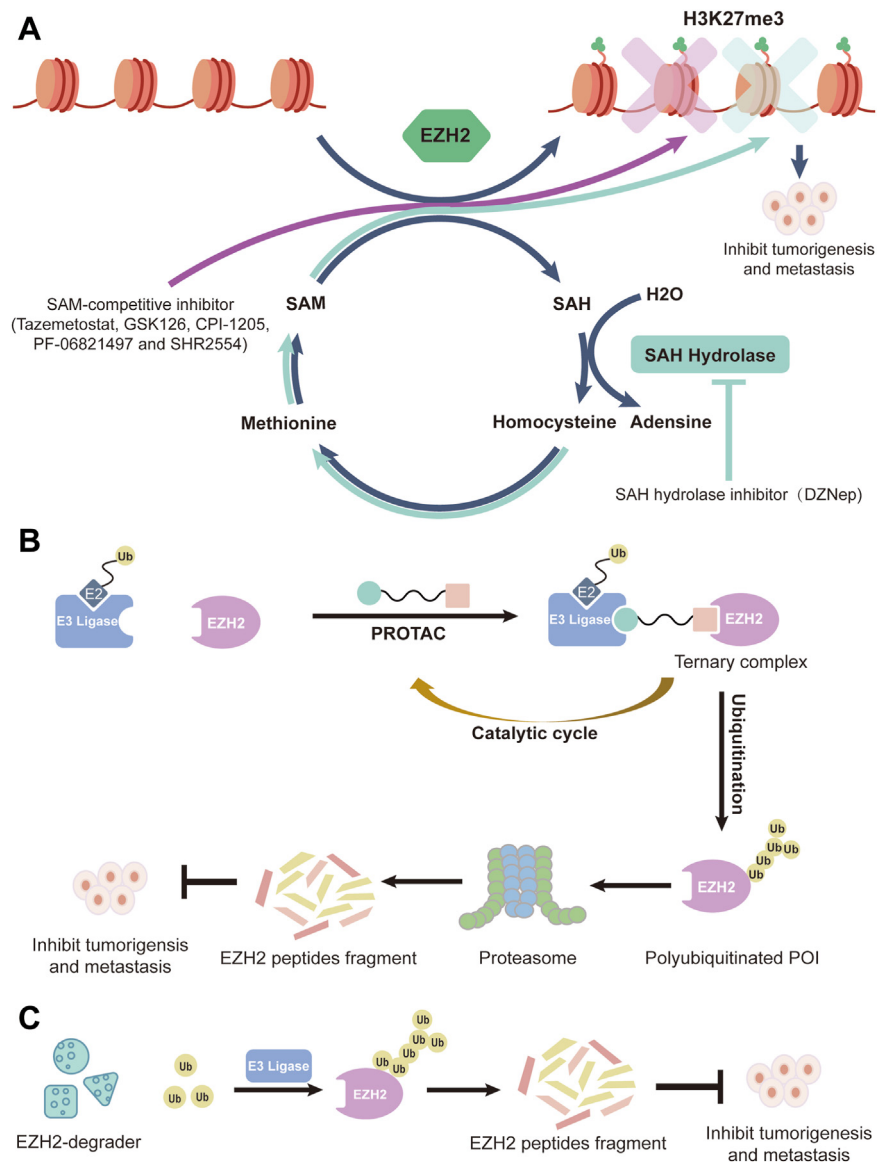 A
H3K27me3
EZH2
Inhibit tumorigenesis
and metastasis
SAM-competitive inhibitor
(Tazemetostat, GSK126, CPI-1205,
PF-06821497 and SHR2554)
SAM
SAH
H2O
SAH Hydrolase
Methionine
Homocysteine
Adensine
SAH hydrolase inhibitor（DZNep)
B
Ub
E2
E3 Ligase
EZH2
PROTAC
Ub
E2
E3 Ligase
EZH2
Ternary complex
Catalytic cycle
Ubiquitination
Ub
Ub
Ub
Ub
Ub
EZH2
Inhibit tumorigensis
and metastasis
EZH2 peptides fragment
Proteasome
Polyubiquitinated POI
C
Ub
Ub
Ub
E3 Ligase
Ub
Ub
Ub
Ub
Ub
Ub
EZH2
EZH2-degrader
EZH2 peptides fragment
Inhibit tumorigenesis
and metastasis